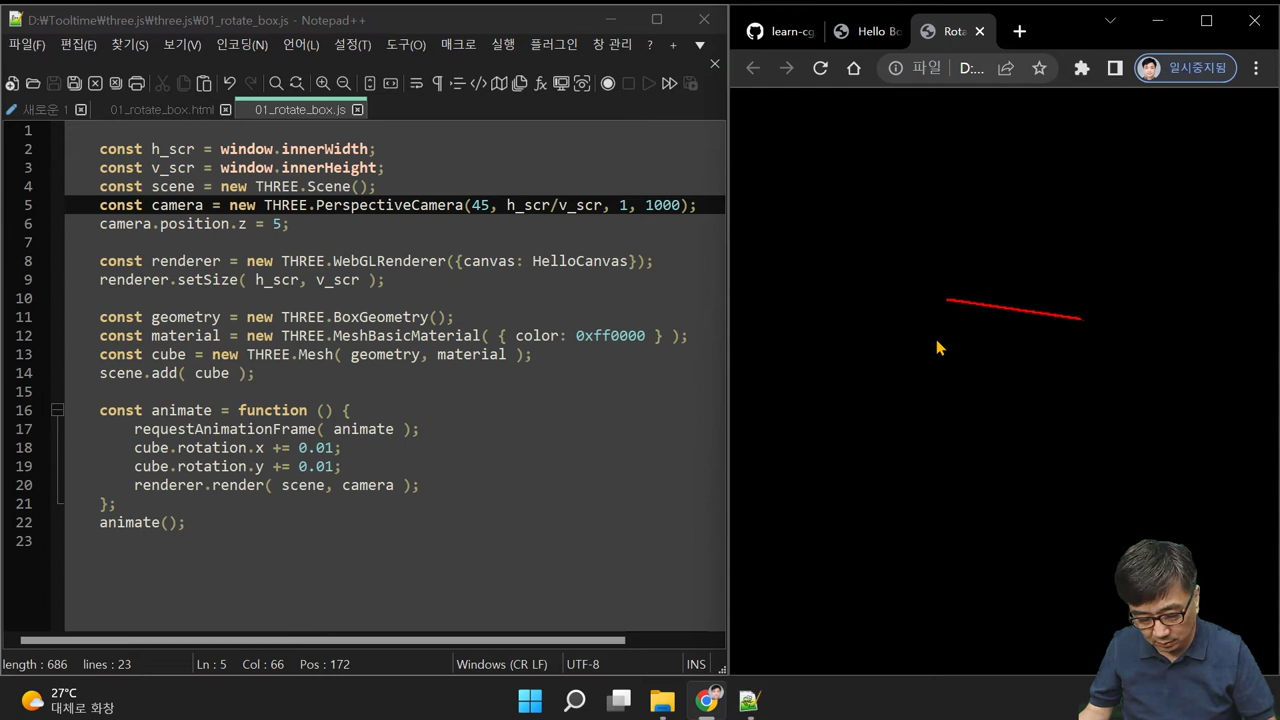 D:₩Tooltime₩three.js₩three.js₩01_rotate_box.js - Notepad++
파일(F) 편집(E) 찾기(S) 보기(V) 인코딩(N) 언어(L) 설정(T) 도구(O) 매크로 실행 플러그인 창 관리 ? +
새로운 1 01_rotate_box.html 01_rotate_box.js
1
2 const h_scr = window.innerWidth;
3 const v_scr = window.innerHeight;
4 const scene = new THREE.Scene();
5 const camera = new THREE.PerspectiveCamera(45, h_scr/v_scr, 1, 1000);
6 camera.position.z = 5;
7
8 const renderer = new THREE.WebGLRenderer({canvas: HelloCanvas});
9 renderer.setSize( h_scr, v_scr );
10
11 const geometry = new THREE.BoxGeometry();
12 const material = new THREE.MeshBasicMaterial( { color: 0xff0000 } );
13 const cube = new THREE.Mesh( geometry, material );
14 scene.add( cube );
15
16 const animate = function () {
17 requestAnimationFrame( animate );
18 cube.rotation.x += 0.01;
19 cube.rotation.y += 0.01;
20 renderer.render( scene, camera );
21 };
22 animate();
23
length : 686 lines : 23 Ln : 5 Col : 66 Pos : 172 Windows (CR LF) UTF-8 INS
learn-cg Hello Bo Rota
파일 D:... 일시중지됨
27°C
대체로 화창